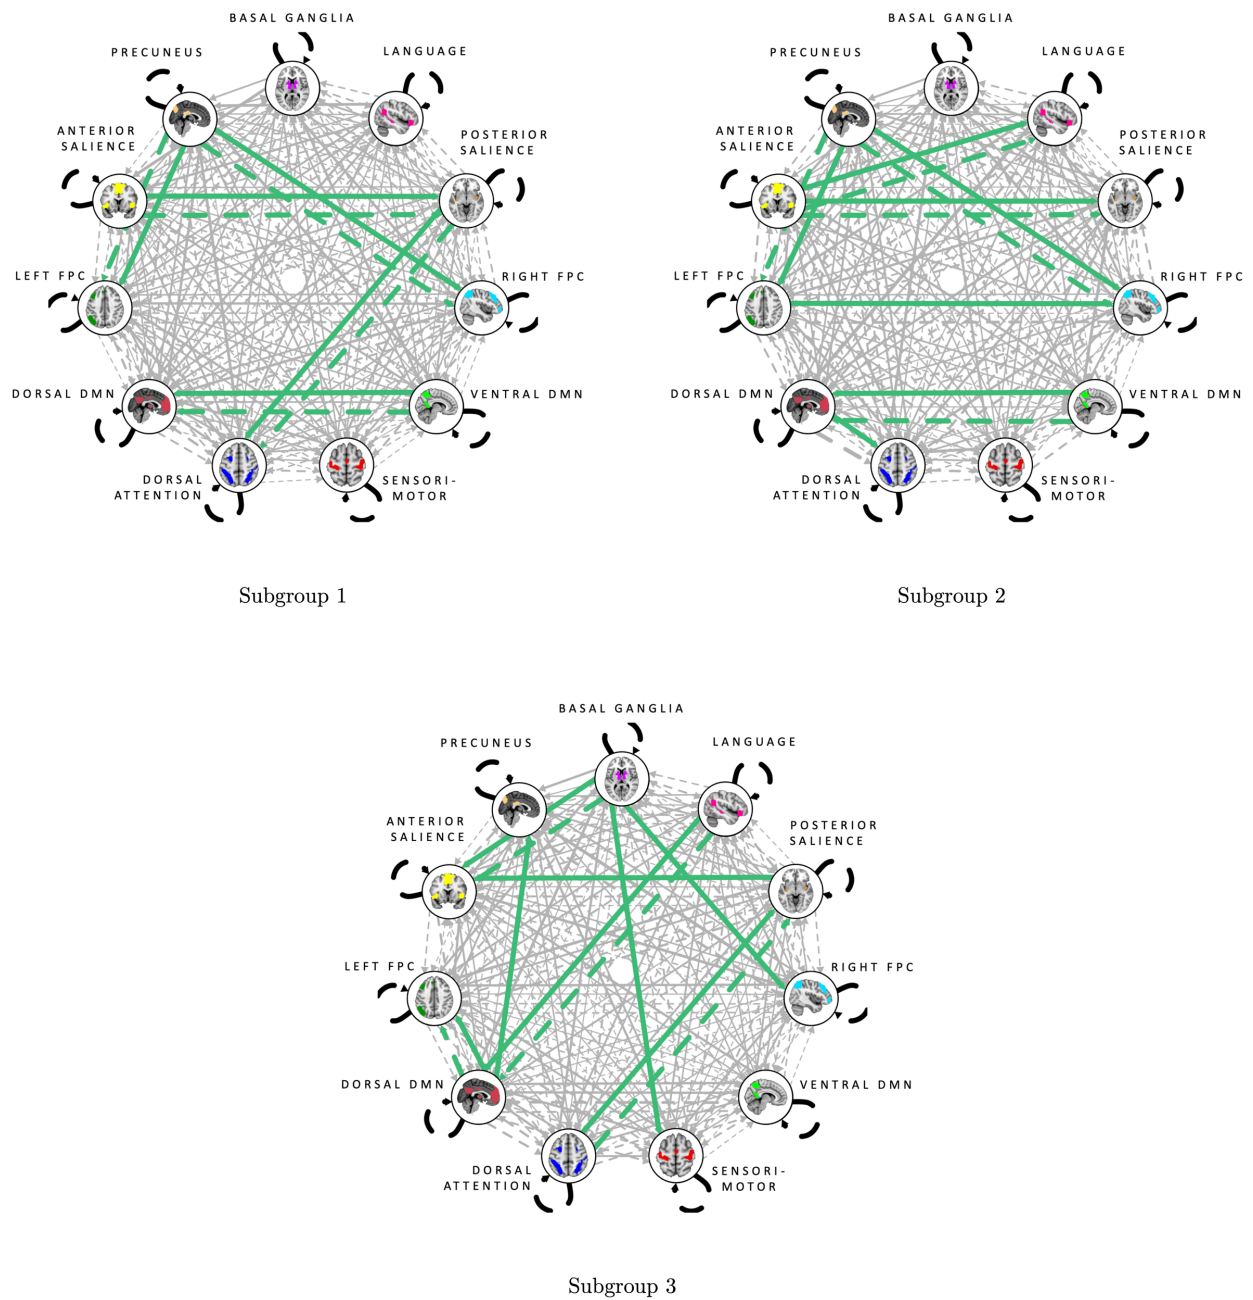 BASAL GANGLIA
PRECUNEUS
LANGUAGE
ANTERIOR
SALIENCE
POSTERIOR
SALIENCE
LEFT FPC
RIGHT FPC
DORSAL DMN
VENTRAL DMN
DORSAL
ATTENTION
SENSORI-
MOTOR
Subgroup 1
BASAL GANGLIA
PRECUNEUS
LANGUAGE
ANTERIOR
SALIENCE
POSTERIOR
SALIENCE
LEFT FPC
RIGHT FPC
DORSAL DMN
VENTRAL DMN
DORSAL
ATTENTION
SENSORI-
MOTOR
Subgroup 2
BASAL GANGLIA
PRECUNEUS
LANGUAGE
ANTERIOR
SALIENCE
POSTERIOR
SALIENCE
LEFT FPC
RIGHT FPC
DORSAL DMN
VENTRAL DMN
DORSAL
ATTENTION
SENSORI-
MOTOR
Subgroup 3